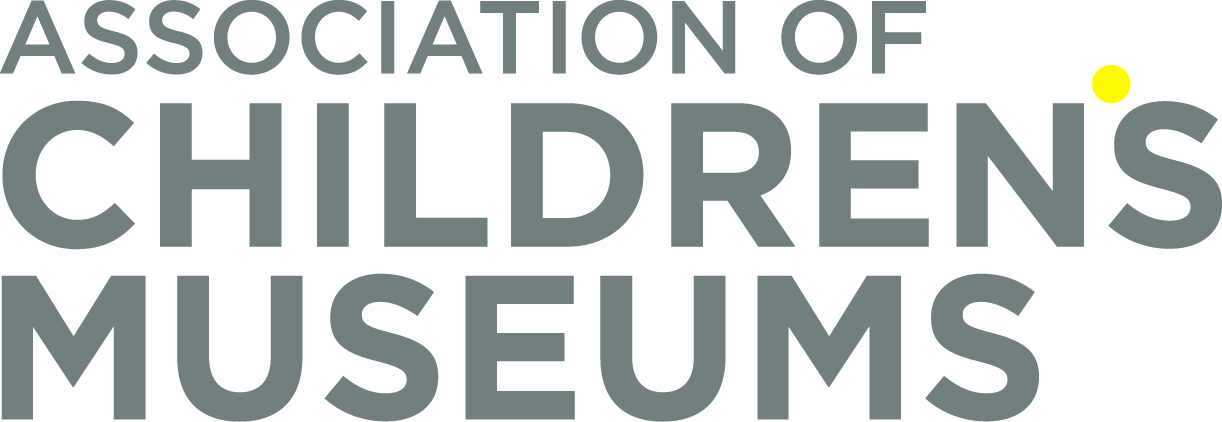 ASSOCIATION OF
CHILDREN'S
MUSEUMS